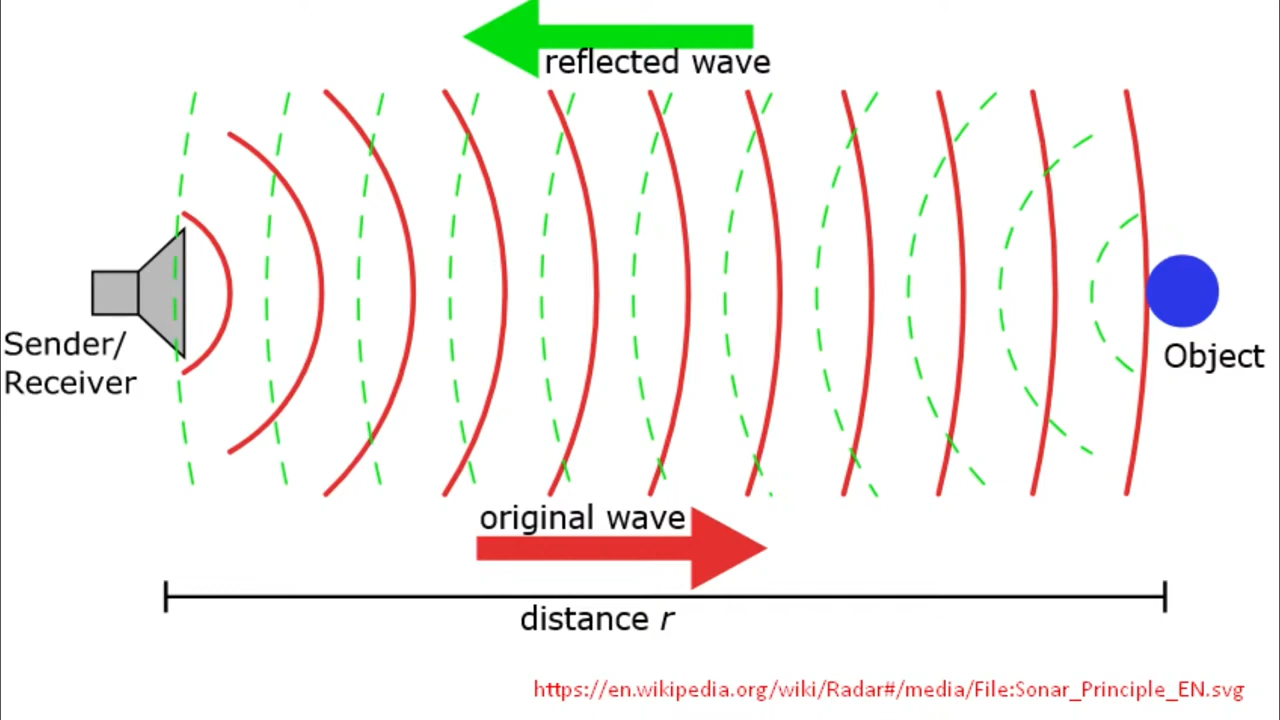 reflected wave
Sender/
Receiver
Object
original wave
distance r
https://en.wikipedia.org/wiki/Radar#/media/File:Sonar_Principle_EN.svg